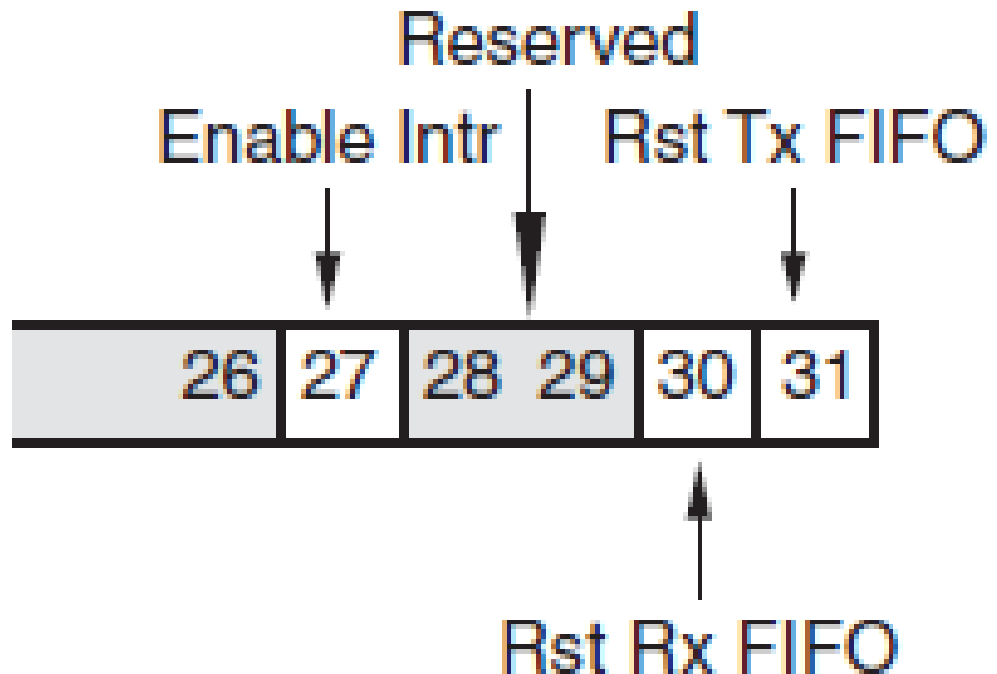 Reserved
Enable Intr Rst Tx FIFO
26 27 28 29 30 31
Rst Rx FIFO